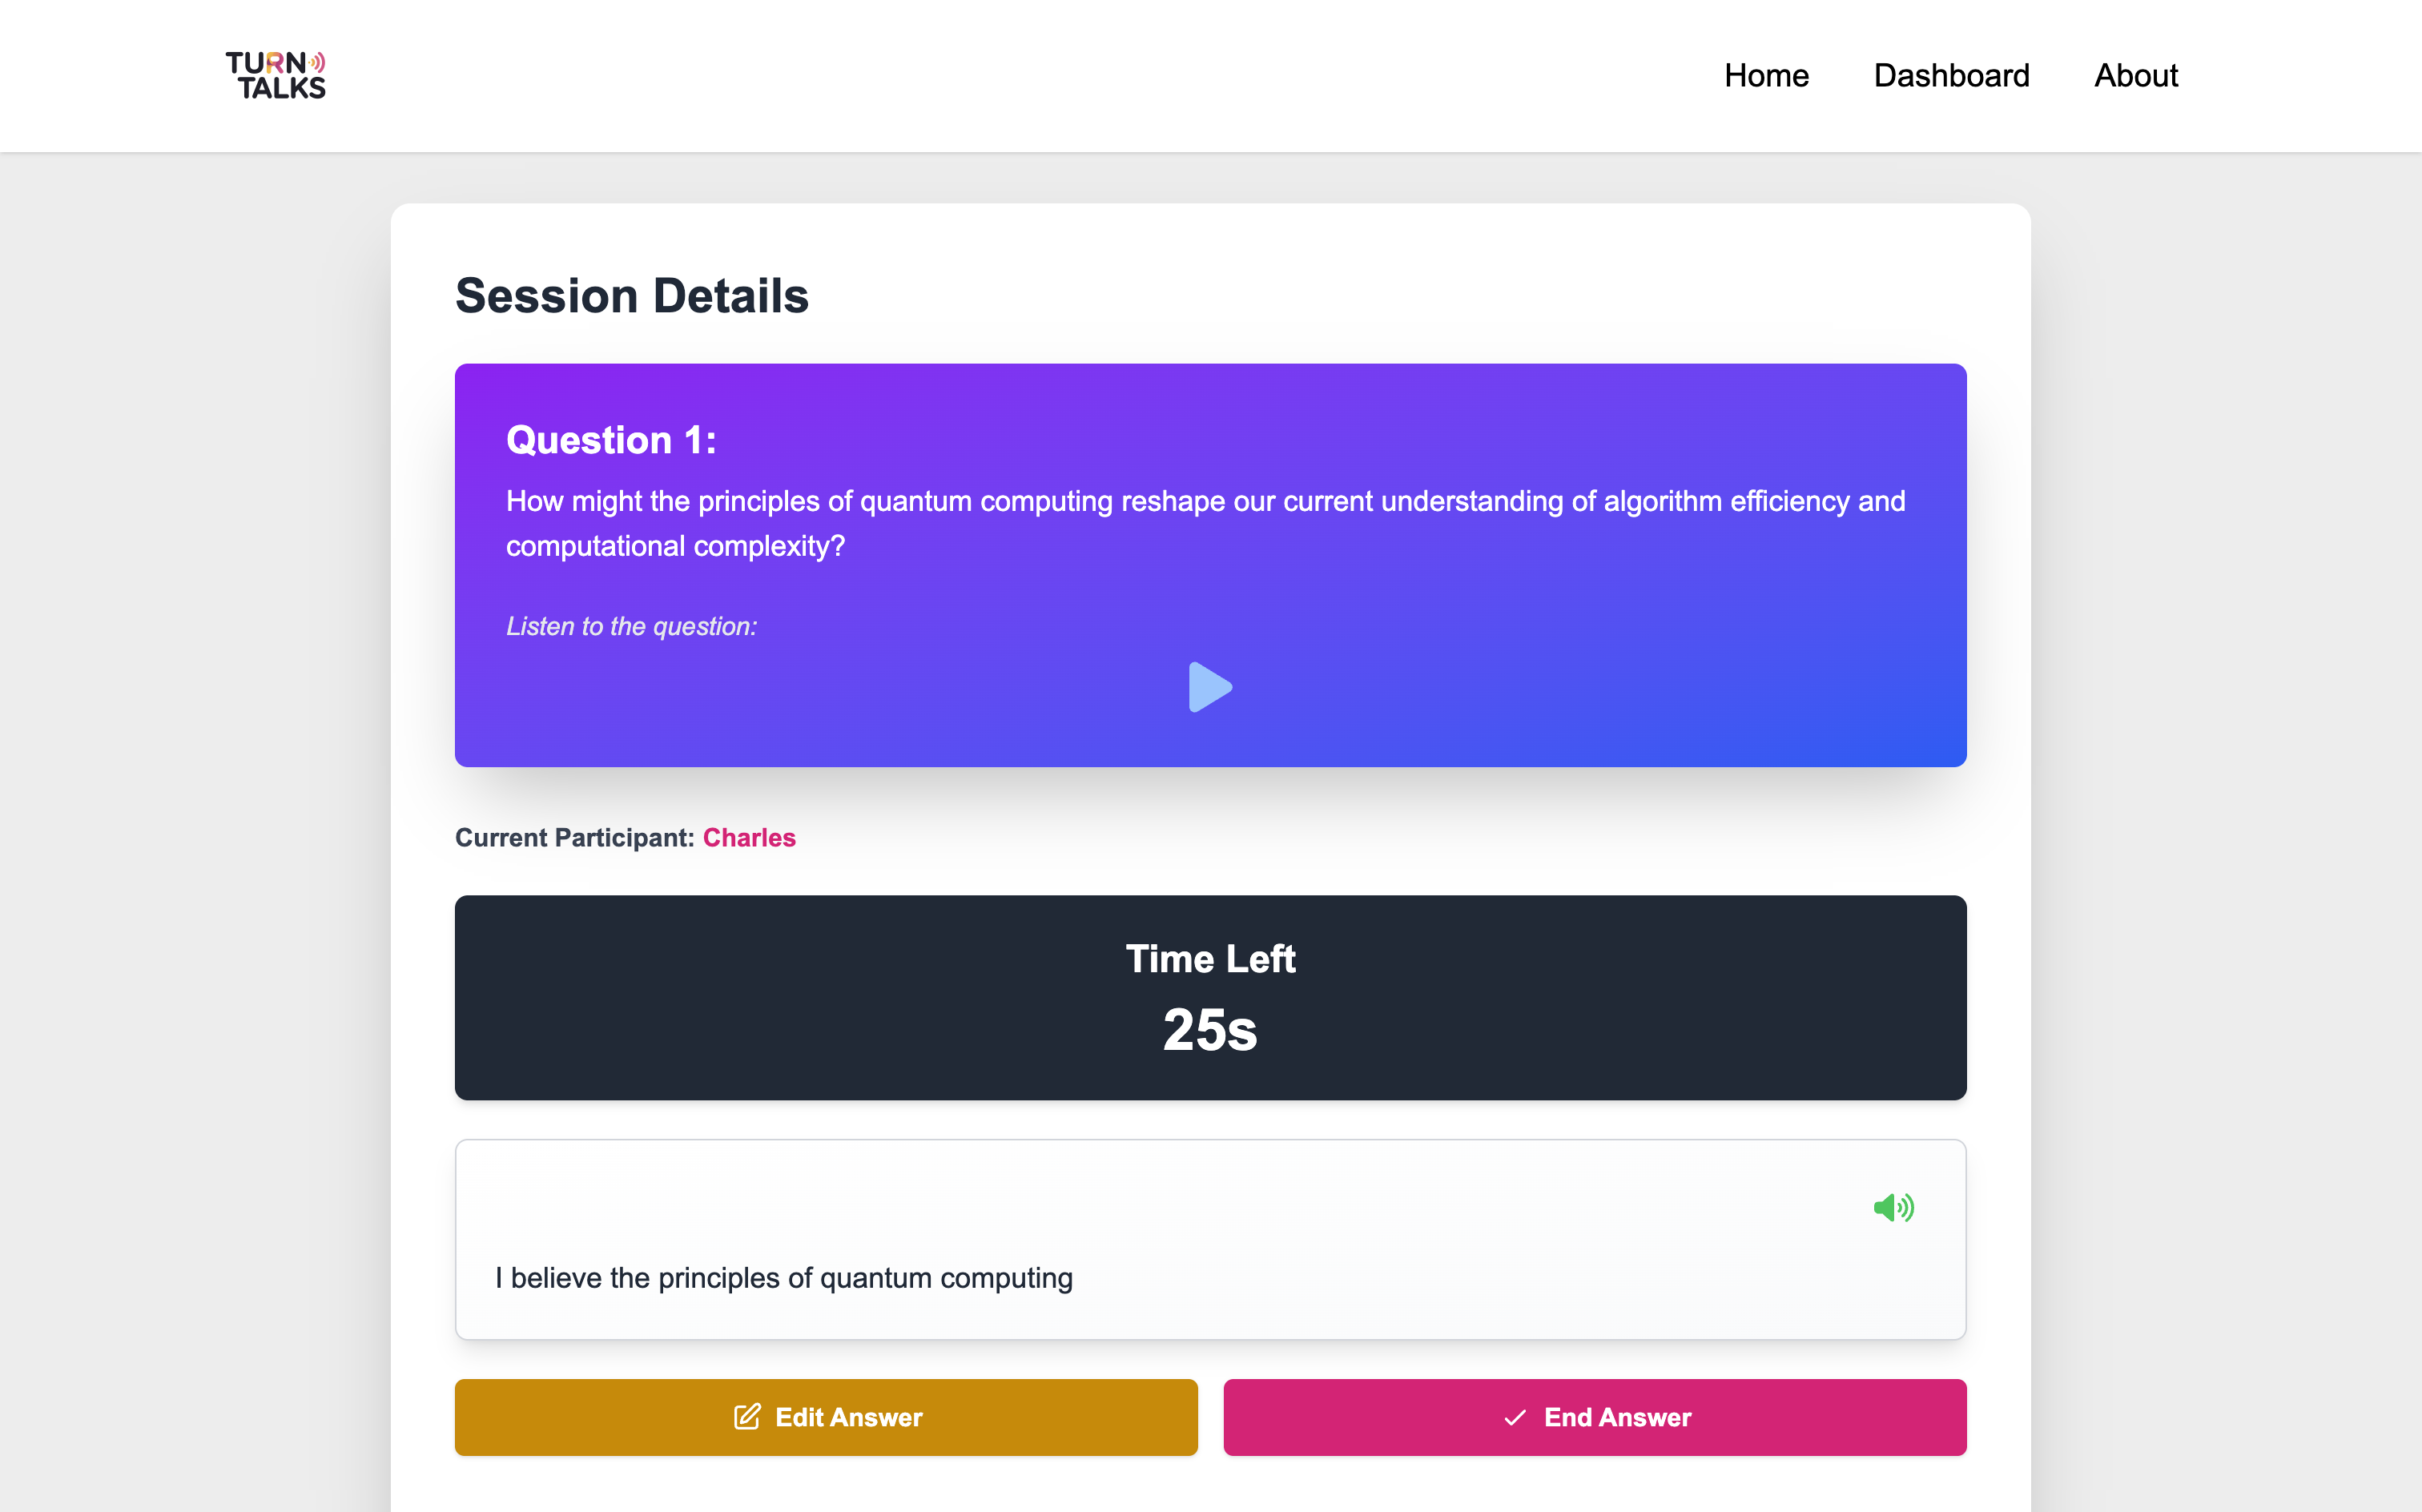 TURN
TALKS
Home Dashboard About
Session Details
Question 1:
How might the principles of quantum computing reshape our current understanding of algorithm efficiency and
computational complexity?
Listen to the question:
Current Participant: Charles
Time Left
25s
I believe the principles of quantum computing
Edit Answer
End Answer